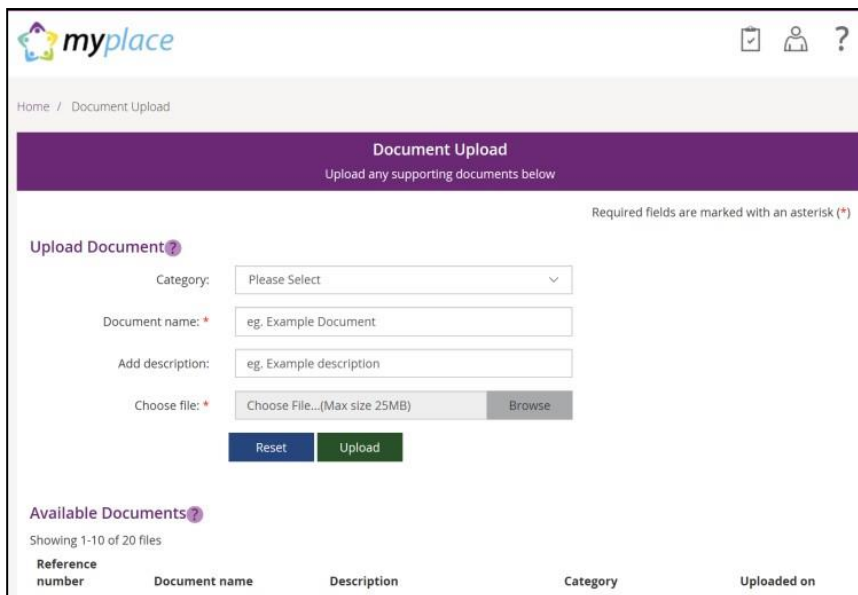 myplace
?
Home / Document Upload
Document Upload
Upload any supporting documents below
Required fields are marked with an asterisk (*)
Upload Document ?
Category: Please Select
Document name: * eg. Example Document
Add description: eg. Example description
Choose file: * Choose File...(Max size 25MB) Browse
Reset Upload
Available Documents ?
Showing 1-10 of 20 files
Reference
number Document name Description Category Uploaded on